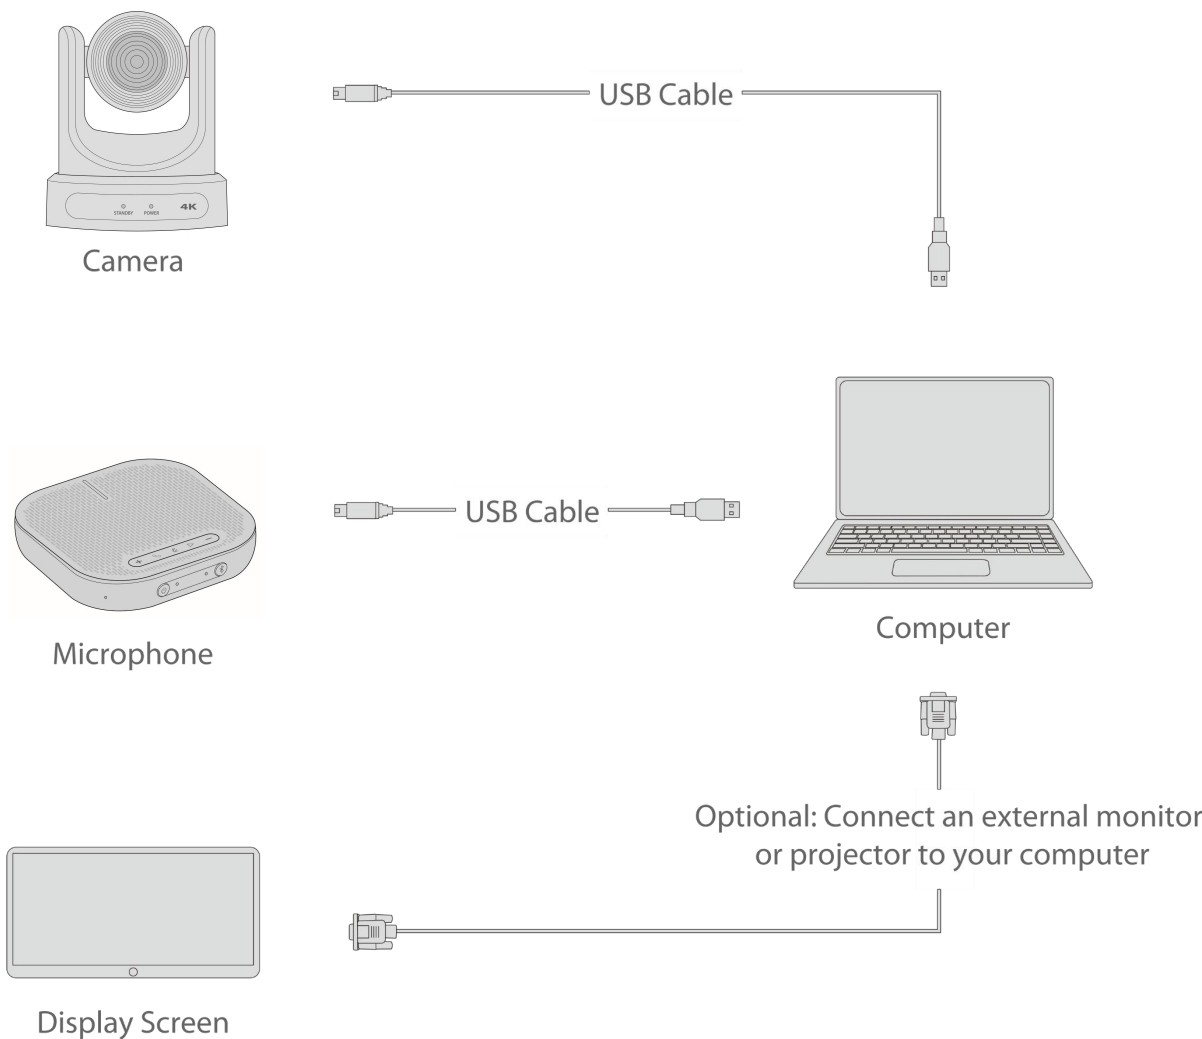 USB Cable
STANDBY POWER 4K
Camera
USB Cable
Computer
Microphone
Optional: Connect an external monitor
or projector to your computer
Display Screen